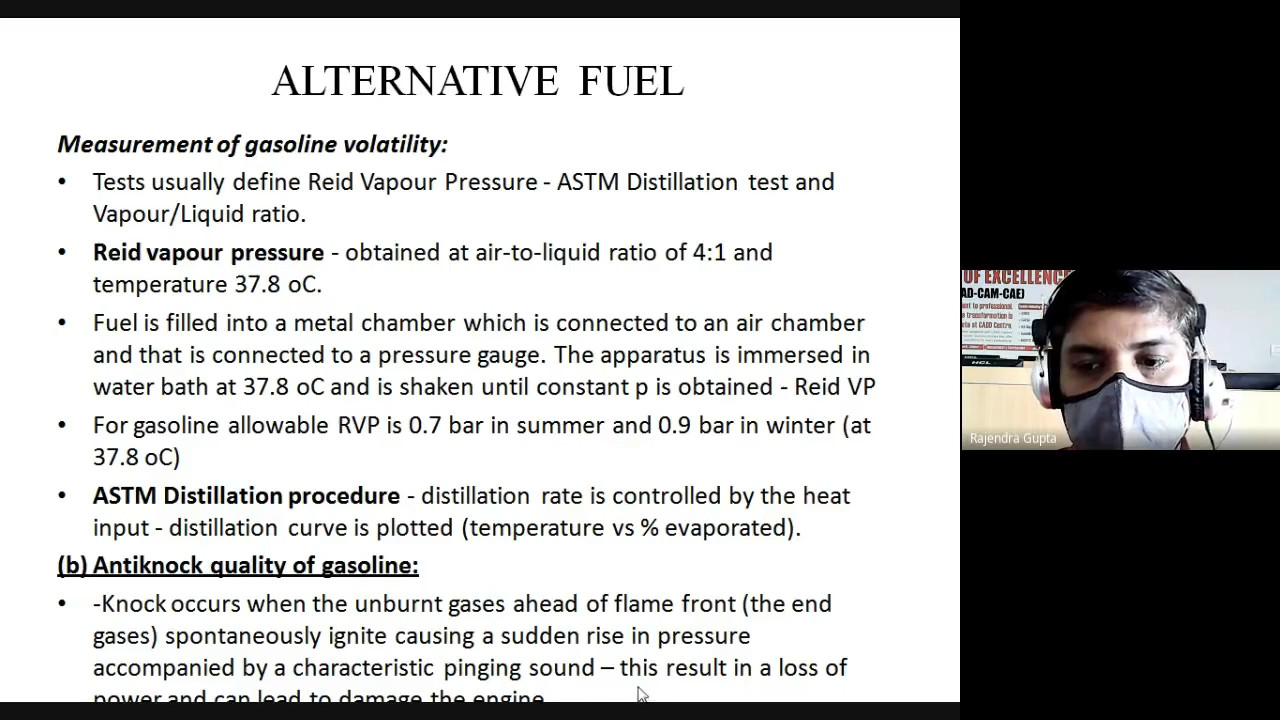 ALTERNATIVE FUEL
Measurement of gasoline volatility:
• Tests usually define Reid Vapour Pressure - ASTM Distillation test and
Vapour/Liquid ratio.
• Reid vapour pressure - obtained at air-to-liquid ratio of 4:1 and
temperature 37.8 oC.
• Fuel is filled into a metal chamber which is connected to an air chamber
and that is connected to a pressure gauge. The apparatus is immersed in
water bath at 37.8 oC and is shaken until constant p is obtained - Reid VP
• For gasoline allowable RVP is 0.7 bar in summer and 0.9 bar in winter (at
37.8 oC)
• ASTM Distillation procedure - distillation rate is controlled by the heat
input - distillation curve is plotted (temperature vs % evaporated).
(b) Antiknock quality of gasoline:
• -Knock occurs when the unburnt gases ahead of flame front (the end
gases) spontaneously ignite causing a sudden rise in pressure
accompanied by a characteristic pinging sound – this result in a loss of
power and can lead to damage the engine
OF EXCELLENC
AD-CAM-CAE)
HCL
Rajendra Gupta